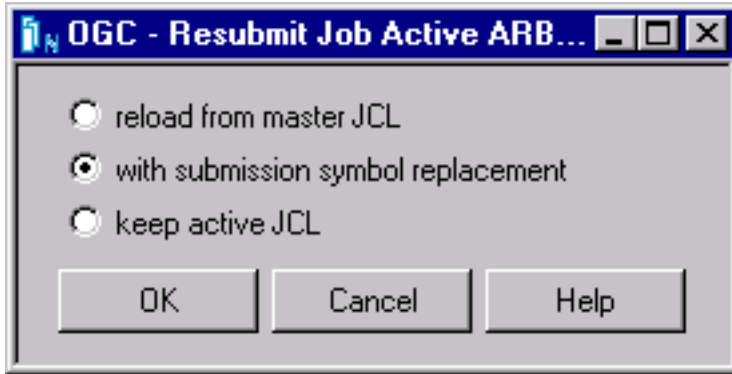 OGC - Resubmit Job Active ARB...
reload from master JCL
with submission symbol replacement
keep active JCL
OK Cancel Help